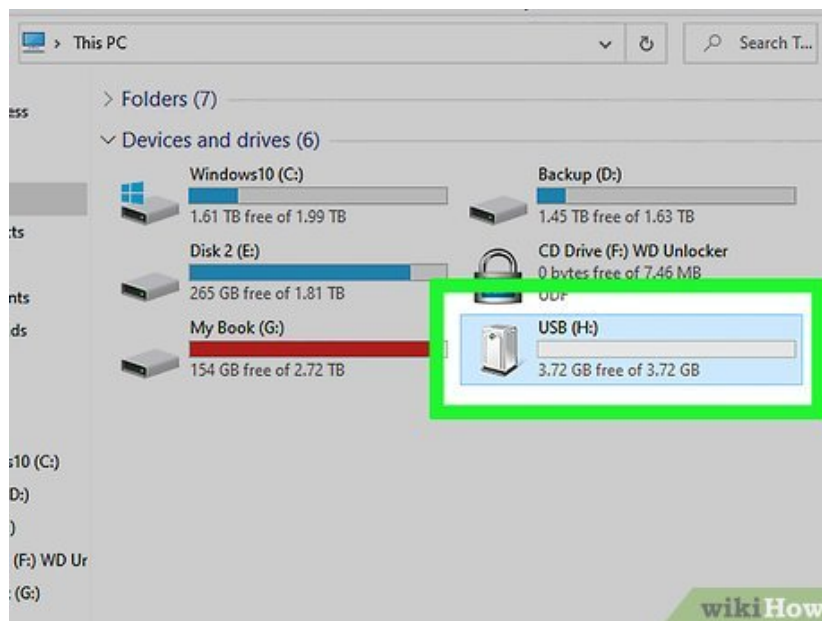 This PC
Search T...
ess
Folders (7)
Devices and drives (6)
Windows10 (C:)
1.61 TB free of 1.99 TB
Backup (D:)
1.45 TB free of 1.63 TB
cts
Disk 2 (E:)
265 GB free of 1.81 TB
CD Drive (F:) WD Unlocker
0 bytes free of 7.46 MB
UDF
nts
ds
My Book (G:)
154 GB free of 2.72 TB
USB (H:)
3.72 GB free of 3.72 GB
s10 (C:)
D:)
)
(F:) WD Un
(G:)
wikiHow